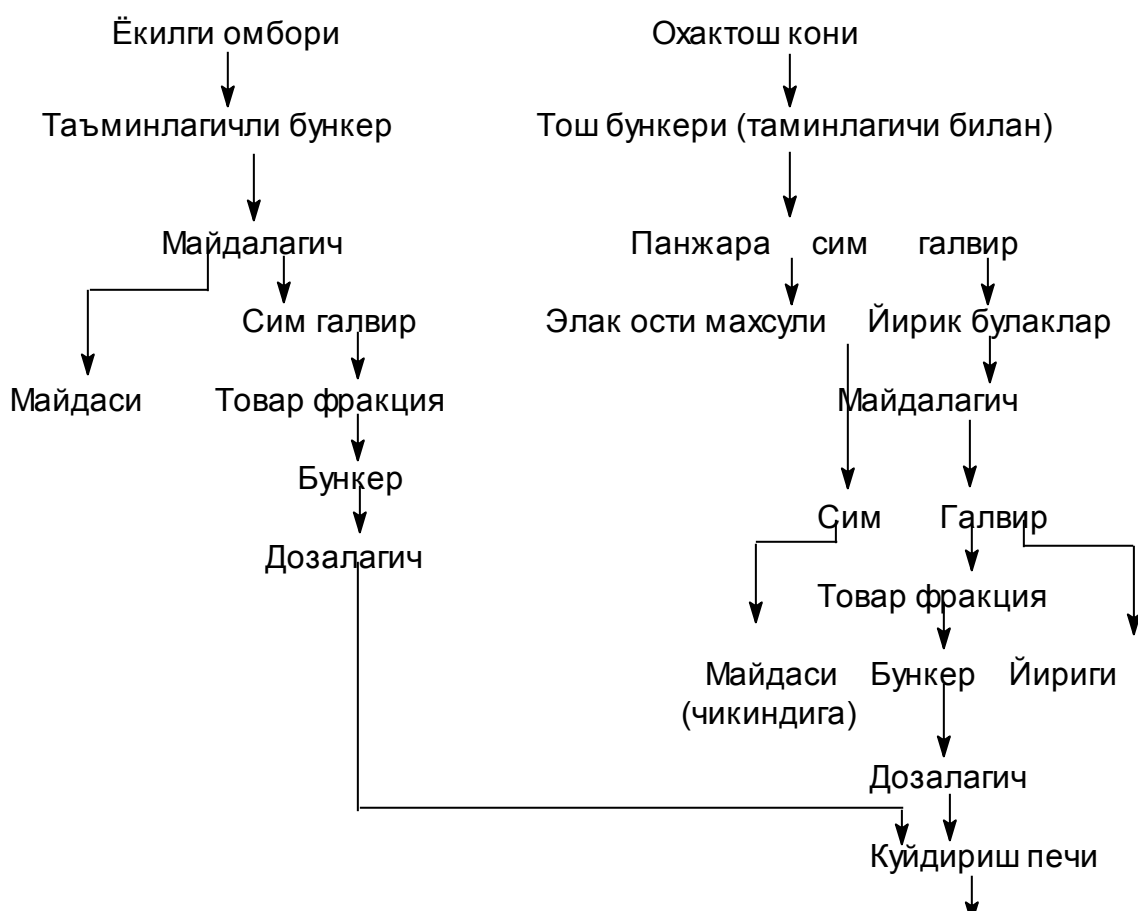 Ёкилги омбори
Охактош кони
Таъминлагичли бункер
Тош бункери (таминлагичи билан)
Майдалагич
Панжара сим галвир
Сим галвир
Элак ости махсули
Йирик булаклар
Майдаси
Товар фракция
Майдалагич
Бункер
Сим Галвир
Дозалагич
Товар фракция
Майдаси
(чикиндига)
Бункер
Йириги
Дозалагич
Куйдириш печи